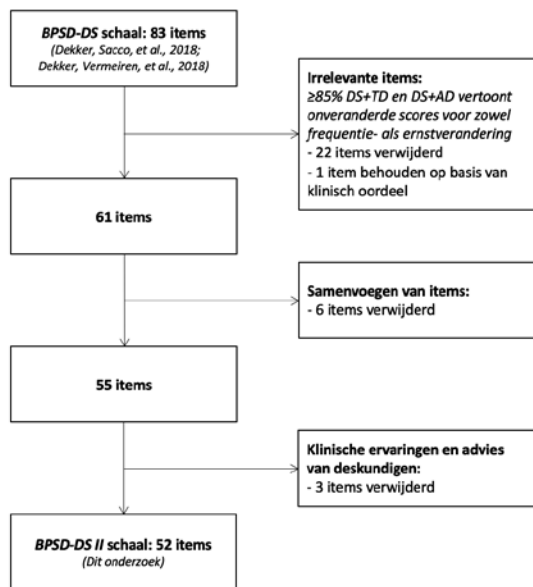 BPSD-DS schaal: 83 items
(Dekker, Sacco, et al., 2018;
Dekker, Vermeiren, et al., 2018)
Irrelevante items:
≥85% DS+TD en DS+AD vertoont
onveranderde scores voor zowel
frequentie- als ernstverandering
- 22 items verwijderd
- 1 item behouden op basis van
klinisch oordeel
61 items
Samenvoegen van items:
- 6 items verwijderd
55 items
Klinische ervaringen en advies
van deskundigen:
- 3 items verwijderd
BPSD-DS II schaal: 52 items
(Dit onderzoek)